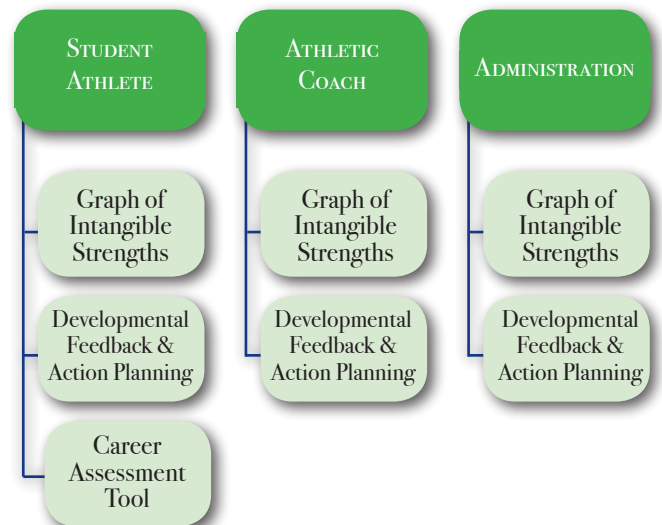 Student
Athlete
Graph of
Intangible
Strengths
Developmental
Feedback &
Action Planning
Career
Assessment
Tool
Athletic
Coach
Graph of
Intangible
Strengths
Developmental
Feedback &
Action Planning
Administration
Graph of
Intangible
Strengths
Developmental
Feedback &
Action Planning